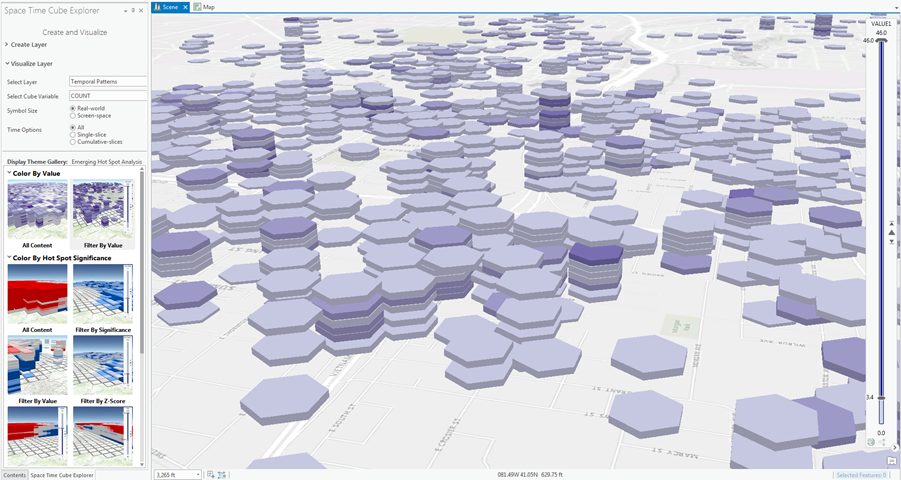 Space Time Cube Explorer
Create and Visualize
Create Layer
Visualize Layer
Select Layer
Temporal Patterns
Select Cube Variable
COUNT
Symbol Size
Real-world
Screen-space
Time Options
All
Single-slice
Cumulative-slices
Display Theme Gallery: Emerging Hot Spot Analysis
Color By Value
All Content
Filter By Value
Color By Hot Spot Significance
All Content
Filter By Significance
Filter By Value
Filter By Z-Score
Contents
Space Time Cube Explorer
Scene
Map
VALUE1
46.0
46.0
3.4
0.0
MARCY ST
3,265 ft
081.49W 41.05N 629.75 ft
Selected Features: 0